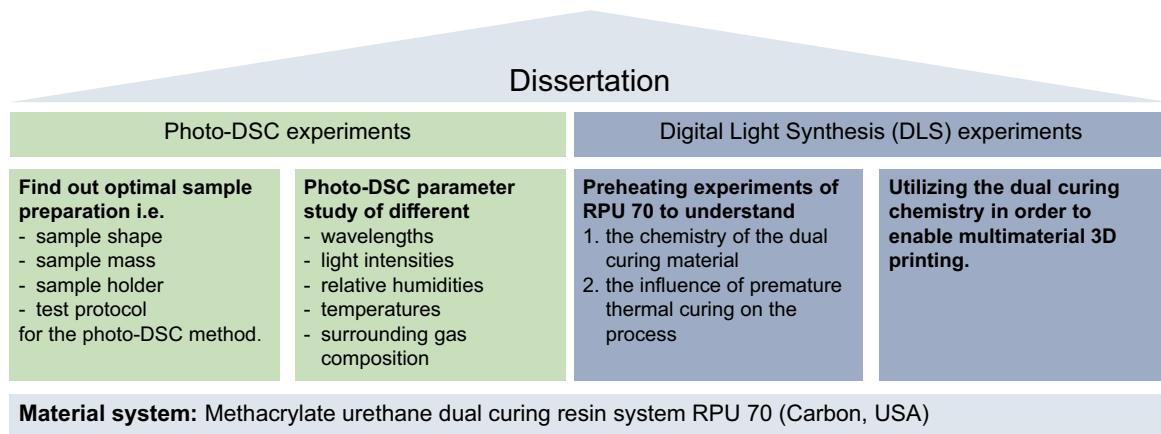 Dissertation
Photo-DSC experiments
Digital Light Synthesis (DLS) experiments
Find out optimal sample
preparation i.e.
- sample shape
- sample mass
- sample holder
- test protocol
for the photo-DSC method.
Photo-DSC parameter
study of different
- wavelengths
- light intensities
- relative humidities
- temperatures
- surrounding gas
composition
Preheating experiments of
RPU 70 to understand
1. the chemistry of the dual
curing material
2. the influence of premature
thermal curing on the
process
Utilizing the dual curing
chemistry in order to
enable multimaterial 3D
printing.
Material system: Methacrylate urethane dual curing resin system RPU 70 (Carbon, USA)